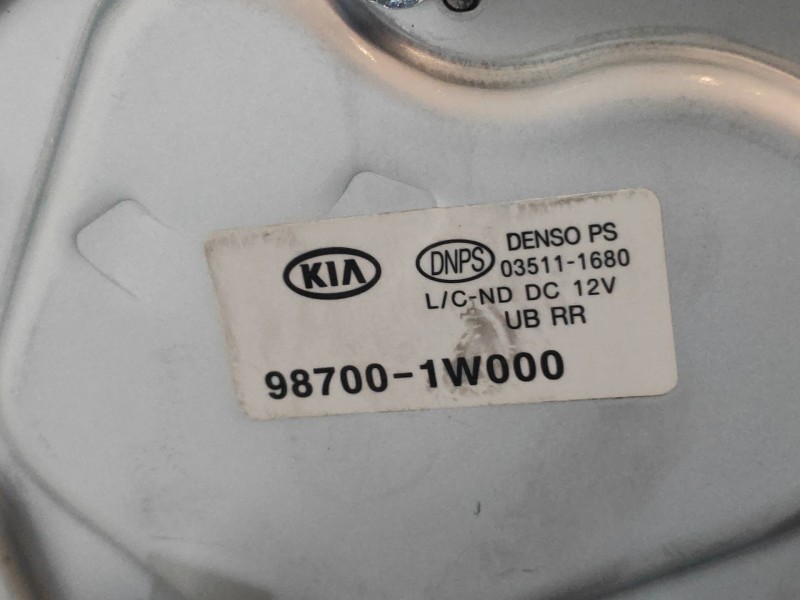 KIA
DNPS
DENSO PS
03511-1680
L/C-ND DC 12V
UB RR
98700-1W000